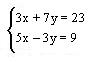 3x + 7y = 23
5x − 3y = 9